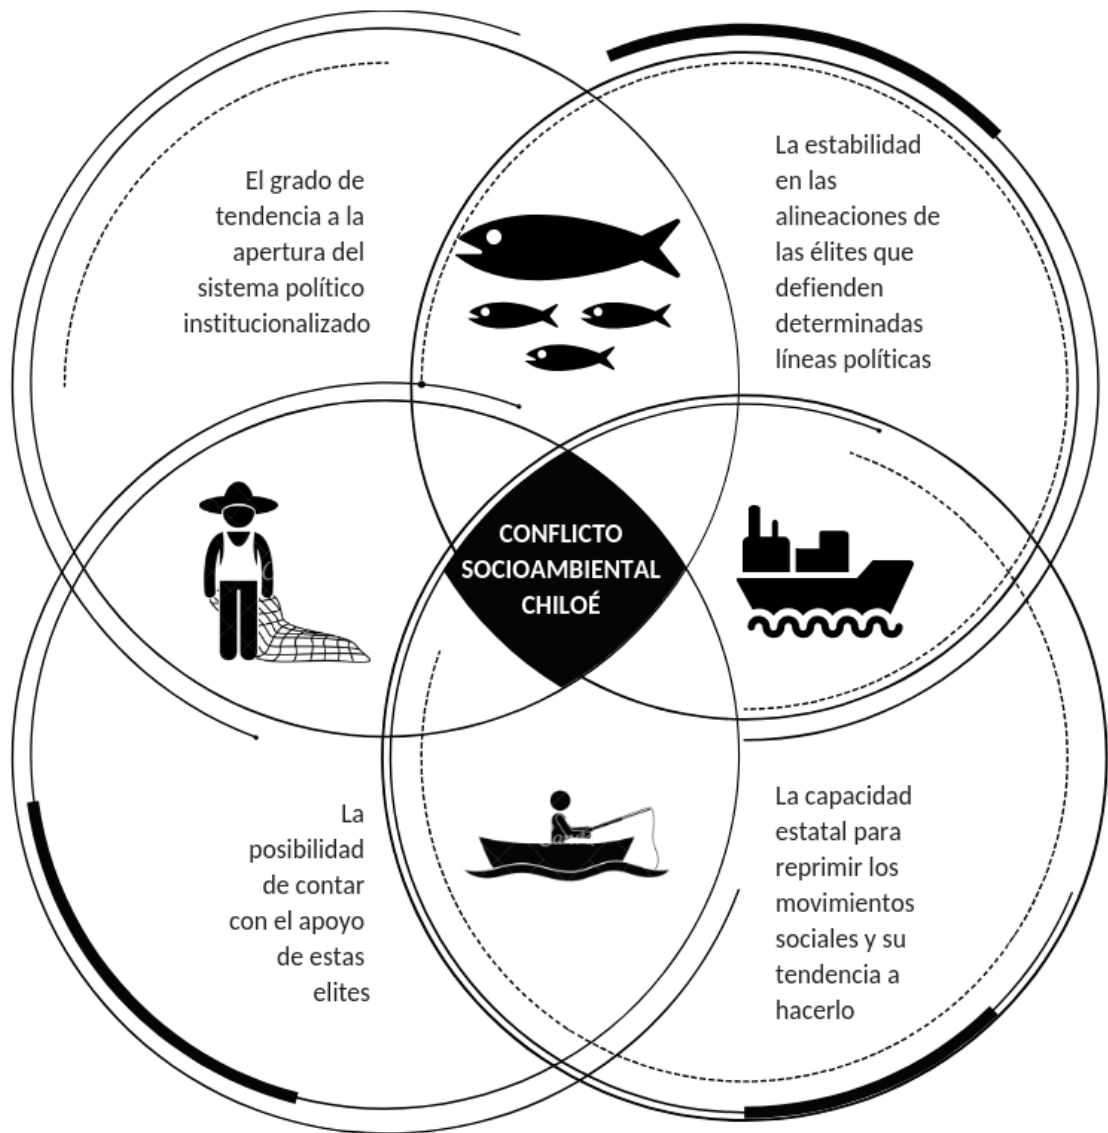 El grado de
tendencia a la
apertura del
sistema político
institucionalizado
La estabilidad
en las
alineaciones de
las élites que
defienden
determinadas
líneas políticas
CONFLICTO
SOCIOAMBIENTAL
CHILOÉ
La
posibilidad
de contar
con el apoyo
de estas
elites
La capacidad
estatal para
reprimir los
movimientos
sociales y su
tendencia a
hacerlo